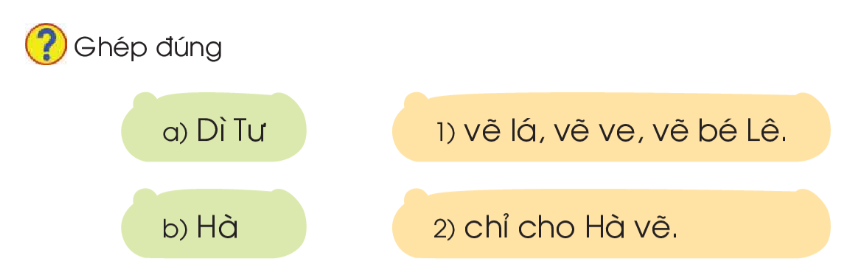 ? Ghép đúng
a) Dì Tư 1) vẽ lá, vẽ ve, vẽ bé Lê.
b) Hà 2) chỉ cho Hà vẽ.